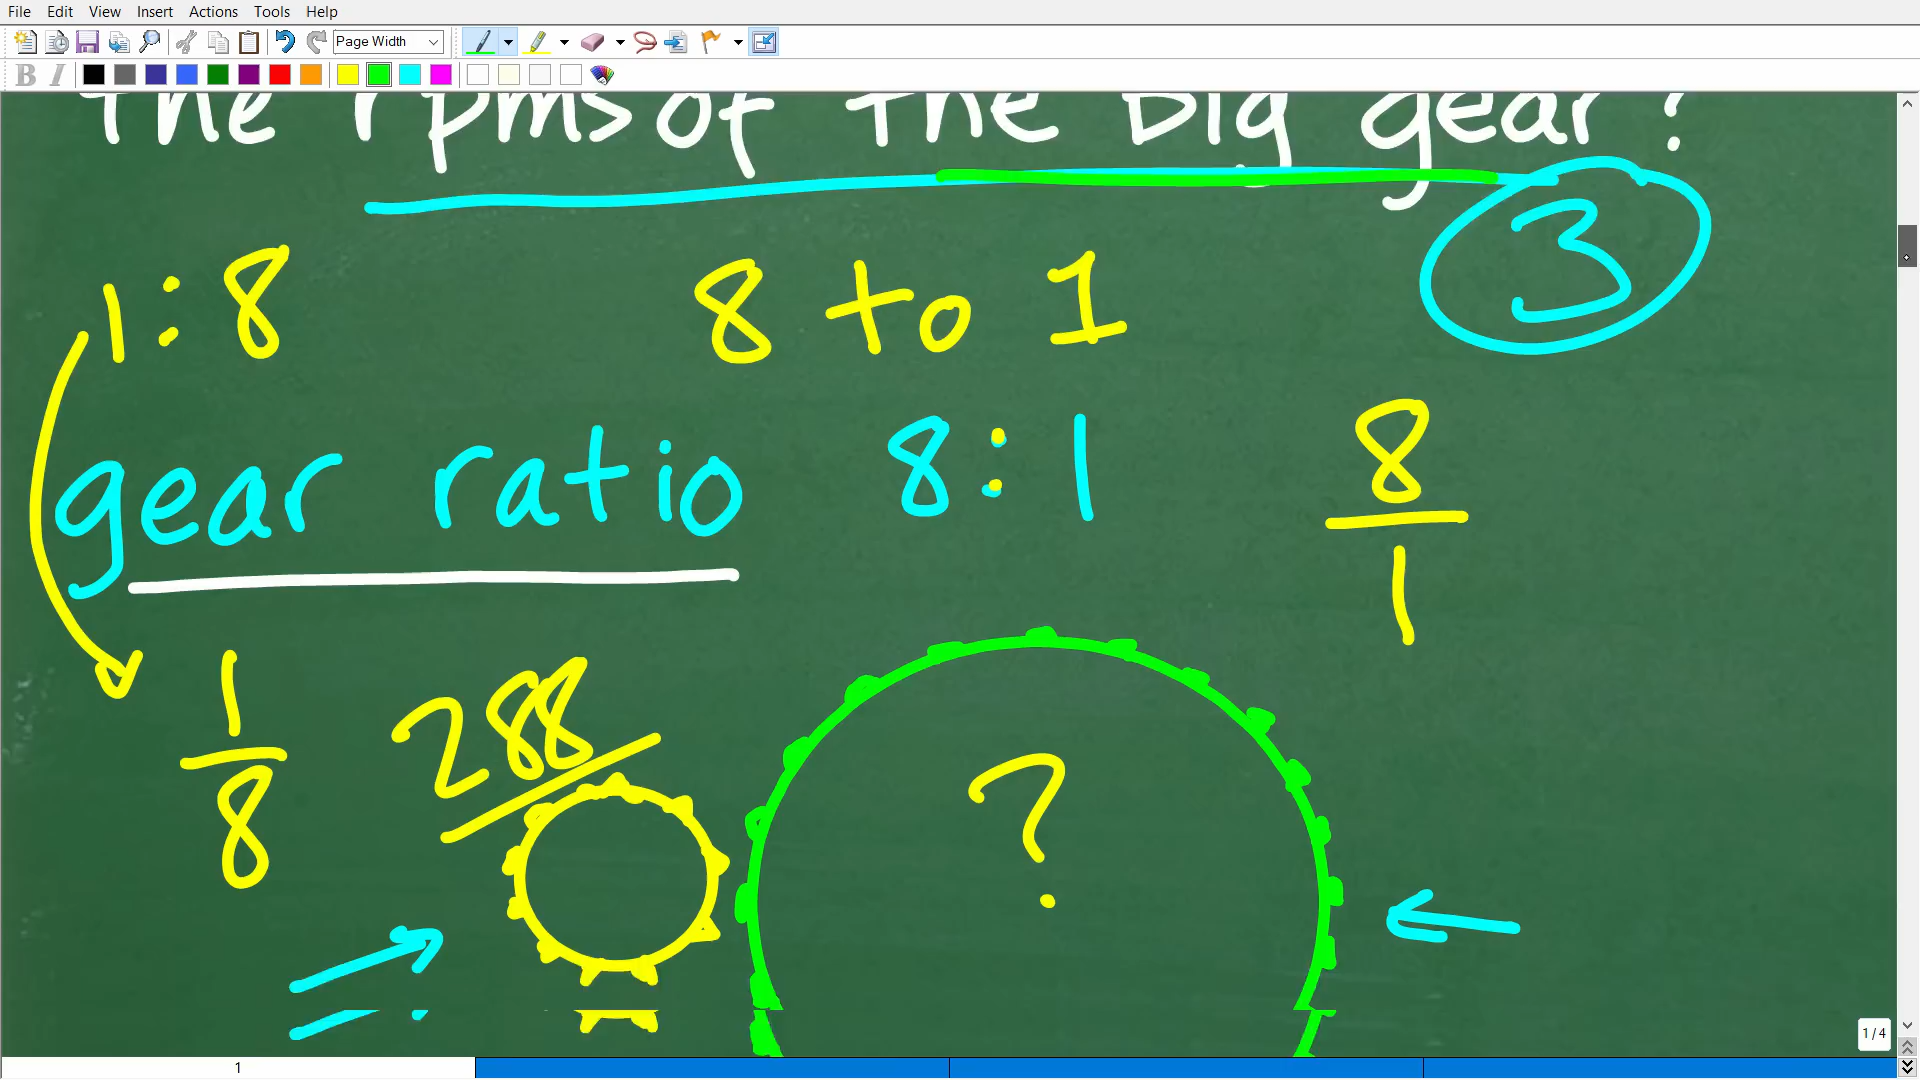 File Edit View Insert Actions Tools Help
Page Width
B I
the rpms of the big gear?
3
1:8 8 to 1
gear ratio 8:1 8/1
1/8
288
?
1/4
1